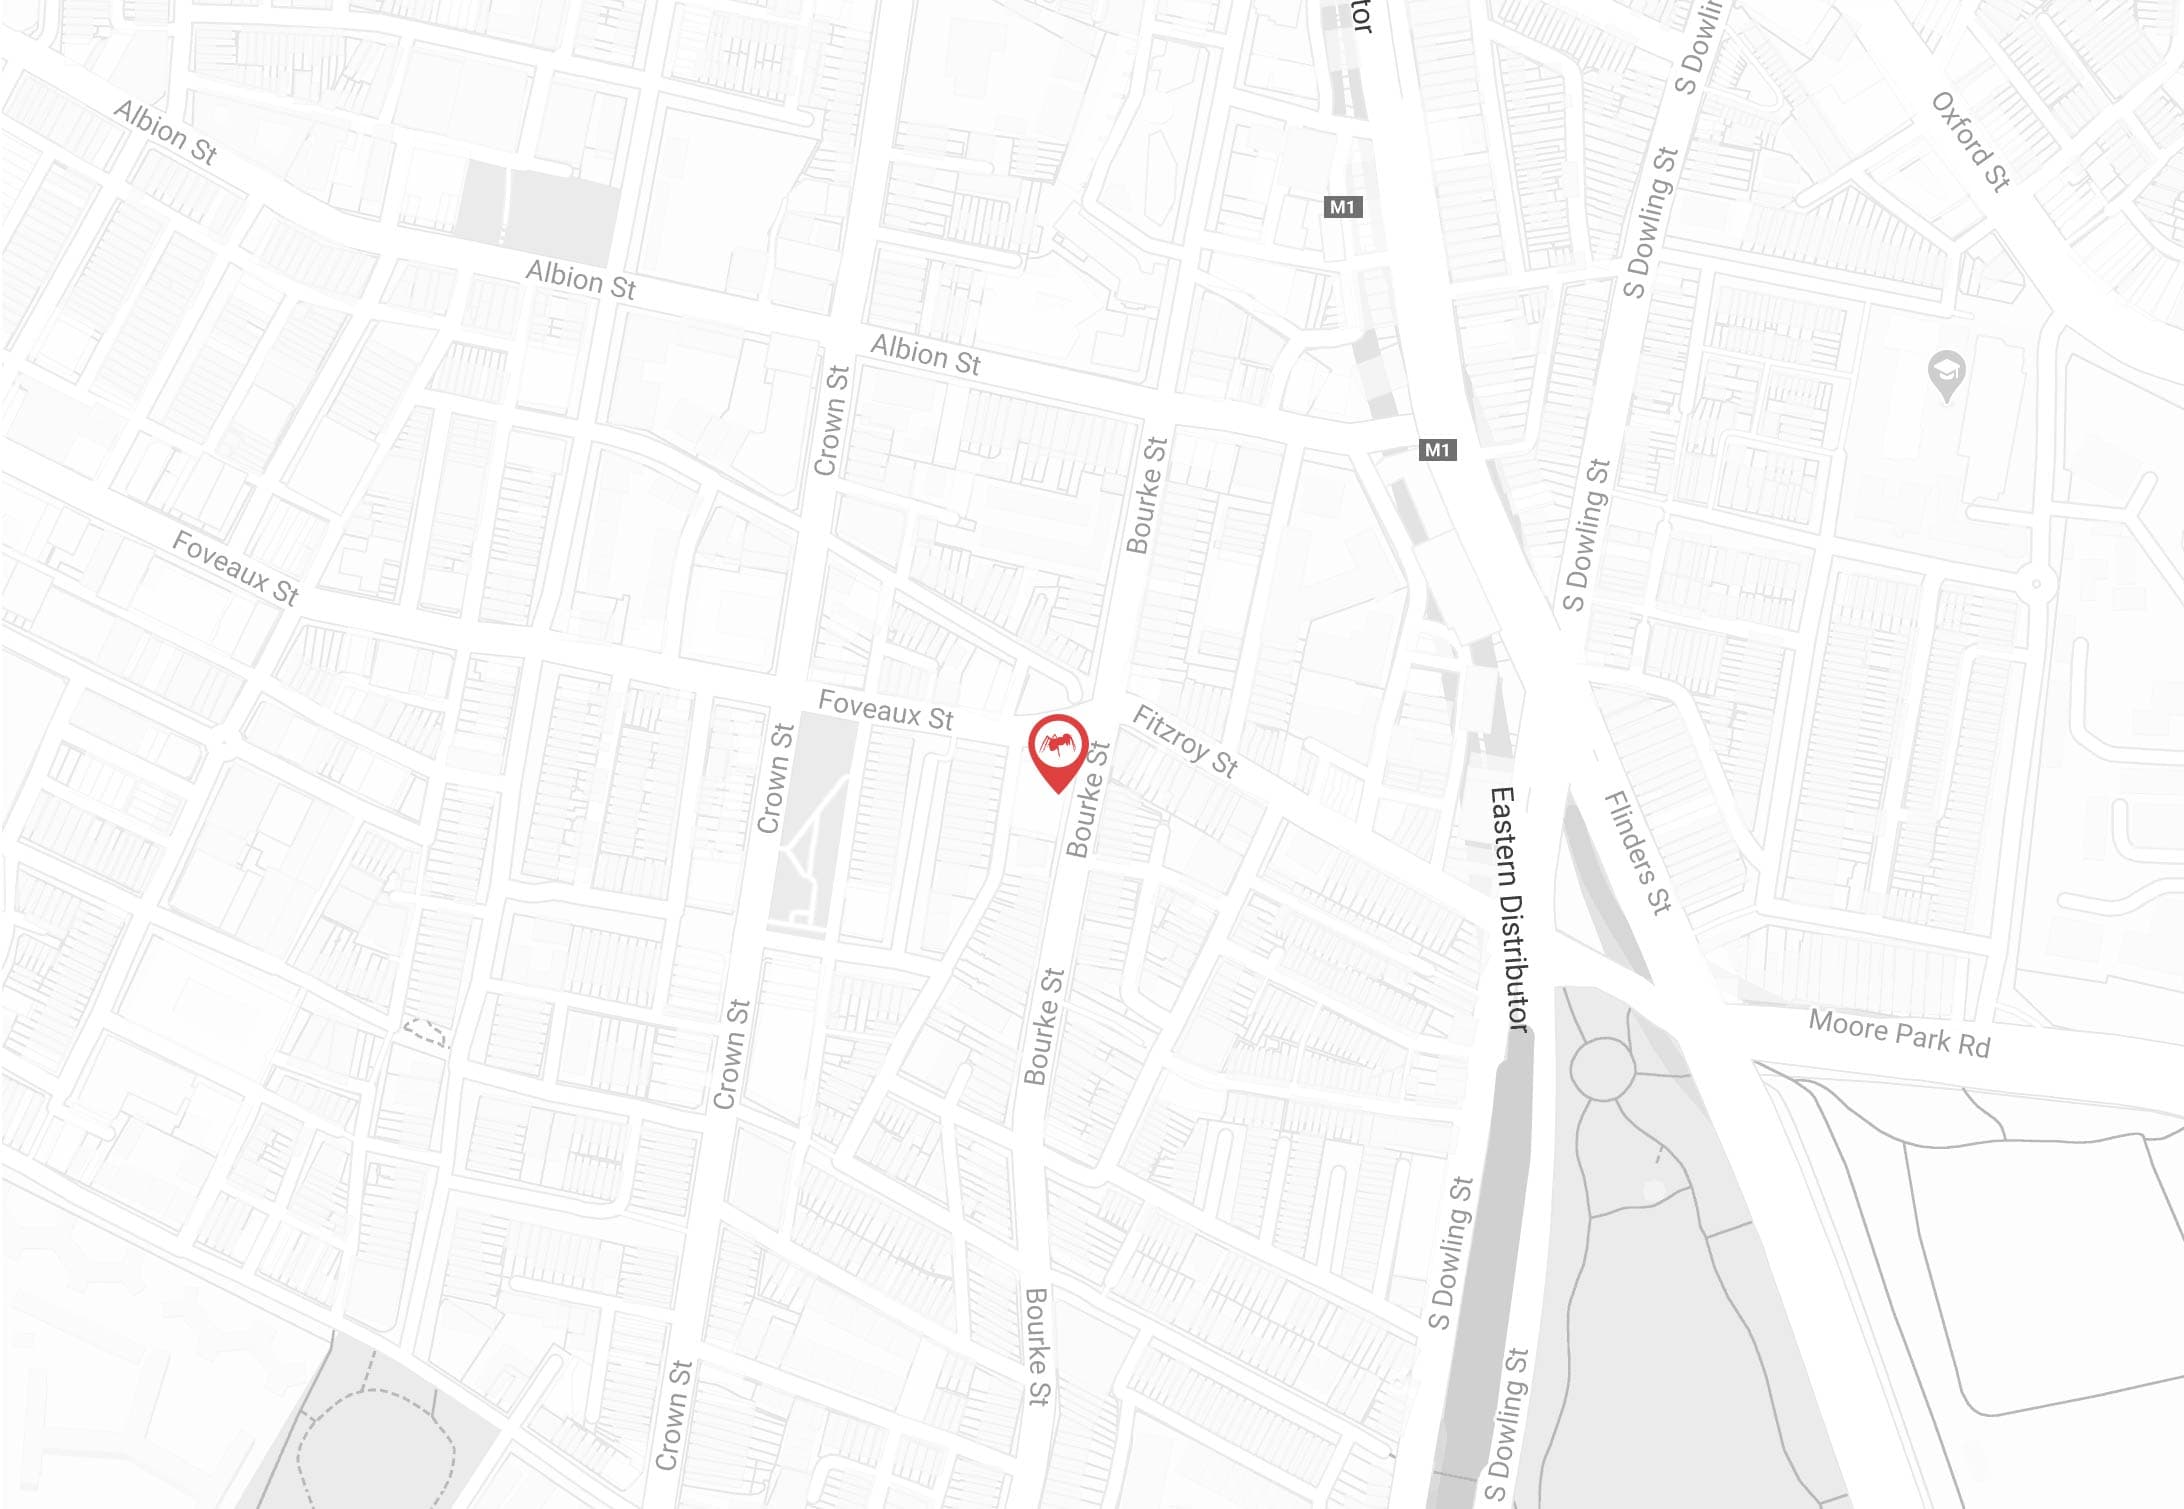 tor
S Dowlin
Albion St
Oxford St
M1
S Dowling St
Albion St
Albion St
Crown St
Bourke St
M1
S Dowling St
Foveaux St
Foveaux St
Fitzroy St
Crown St
Bourke St
Eastern Distributor
Flinders St
Bourke St
Crown St
Moore Park Rd
S Dowling St
Bourke St
Crown St
S Dowling St